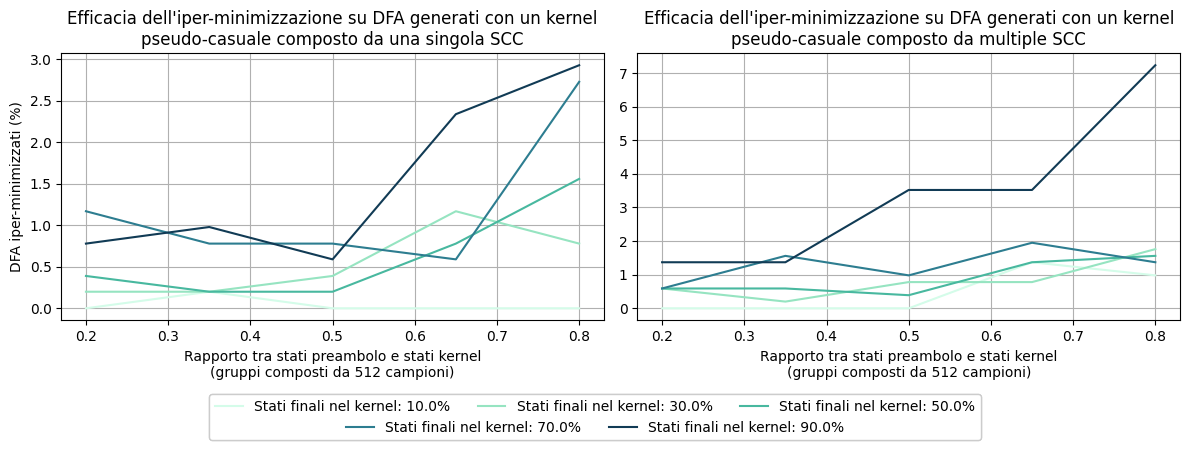 Efficacia dell'iper-minimizzazione su DFA generati con un kernel
pseudo-casuale composto da una singola SCC
3.0
2.5
2.0
1.5
1.0
0.5
0.0
DFA iper-minimizzati (%)
0.2 0.3 0.4 0.5 0.6 0.7 0.8
Rapporto tra stati preambolo e stati kernel
(gruppi composti da 512 campioni)
Efficacia dell'iper-minimizzazione su DFA generati con un kernel
pseudo-casuale composto da multiple SCC
7
6
5
4
3
2
1
0
0.2 0.3 0.4 0.5 0.6 0.7 0.8
Rapporto tra stati preambolo e stati kernel
(gruppi composti da 512 campioni)
Stati finali nel kernel: 10.0% Stati finali nel kernel: 30.0% Stati finali nel kernel: 50.0%
Stati finali nel kernel: 70.0% Stati finali nel kernel: 90.0%